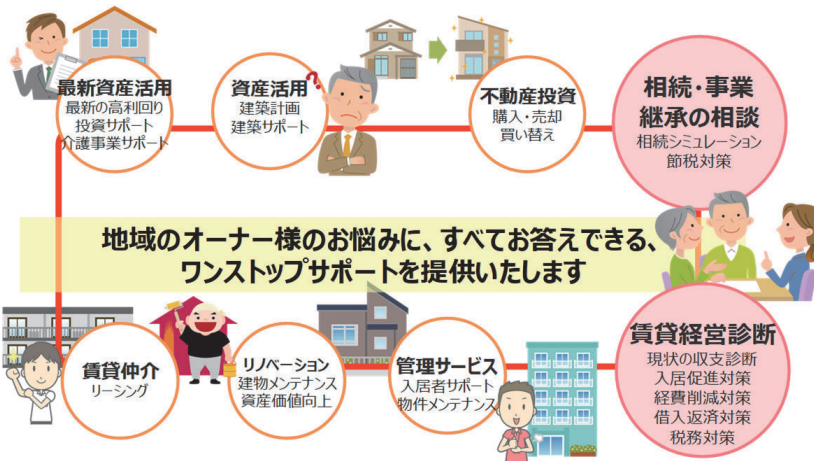 最新資産活用
最新の高利回り
投資サポート
介護事業サポート
資産活用
建築計画
建築サポート
不動産投資
購入・売却
買い替え
相続・事業
継承の相談
相続シミュレーション
節税対策
地域のオーナー様のお悩みに、すべてお答えできる、
ワンストップサポートを提供いたします
賃貸仲介
リーシング
リノベーション
建物メンテナンス
資産価値向上
管理サービス
入居者サポート
物件メンテナンス
賃貸経営診断
現状の収支診断
入居促進対策
経費削減対策
借入返済対策
税務対策